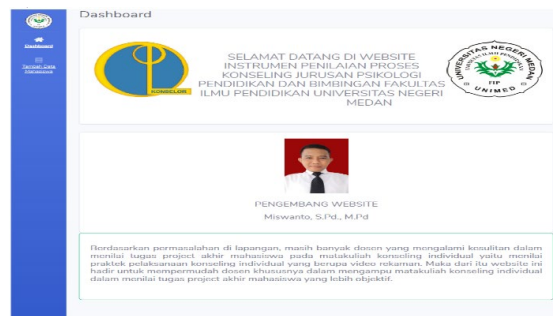 Dashboard
Dashboard
Tambah Data
Mahasiswa
KONSELOR
SELAMAT DATANG DI WEBSITE
INSTRUMEN PENILAIAN PROSES
KONSELING JURUSAN PSIKOLOGI
PENDIDIKAN DAN BIMBINGAN FAKULTAS
ILMU PENDIDIKAN UNIVERSITAS NEGERI
MEDAN
FIP
UNIMED
PENGEMBANG WEBSITE
Miswanto, S.Pd., M.Pd
Berdasarkan permasalahan di lapangan, masih banyak dosen yang mengalami kesulitan dalam
menilai tugas project akhir mahasiswa pada matakuliah konseling individual yaitu menilai
praktek pelaksanaan konseling individual yang berupa video rekaman. Maka dari itu website ini
hadir untuk mempermudah dosen khususnya dalam mengampu matakuliah konseling individual
dalam menilai tugas project akhir mahasiswa yang lebih objektif.